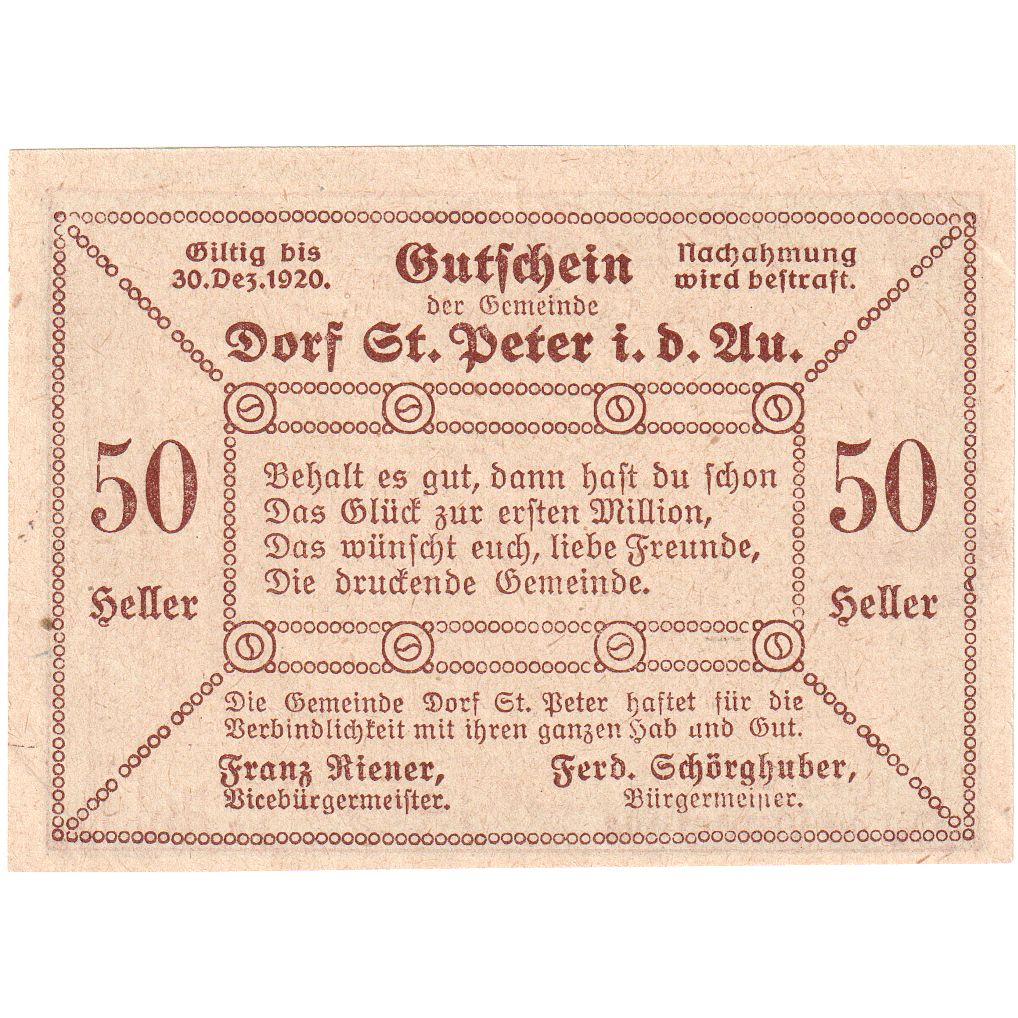 Giltig bis
30. Dez. 1920.
Gutschein
der Gemeinde
Dorf St. Peter i. d. Au.
Nachahmung
wird bestraft.
50
Heller
Behalt es gut, dann hast du schon
Das Glück zur ersten Million,
Das wünscht euch, liebe Freunde,
Die druckende Gemeinde.
50
Heller
Die Gemeinde Dorf St. Peter haftet für die
Verbindlichkeit mit ihren ganzen Hab und Gut.
Franz Riener,
Vicebürgermeister.
Ferd. Schörghuber,
Bürgermeister.